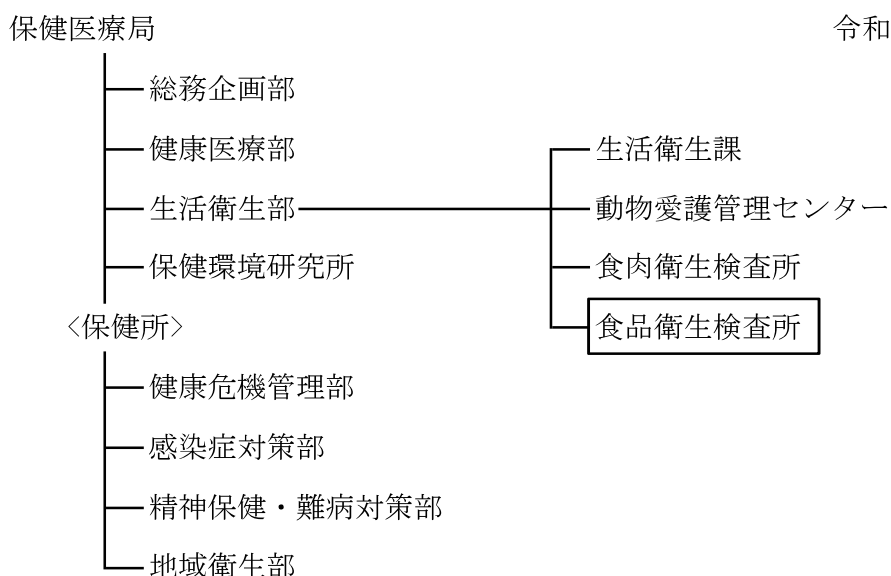 保健医療局 令和
総務企画部
健康医療部 生活衛生課
生活衛生部 動物愛護管理センター
保健環境研究所 食肉衛生検査所
<保健所> 食品衛生検査所
健康危機管理部
感染症対策部
精神保健・難病対策部
地域衛生部